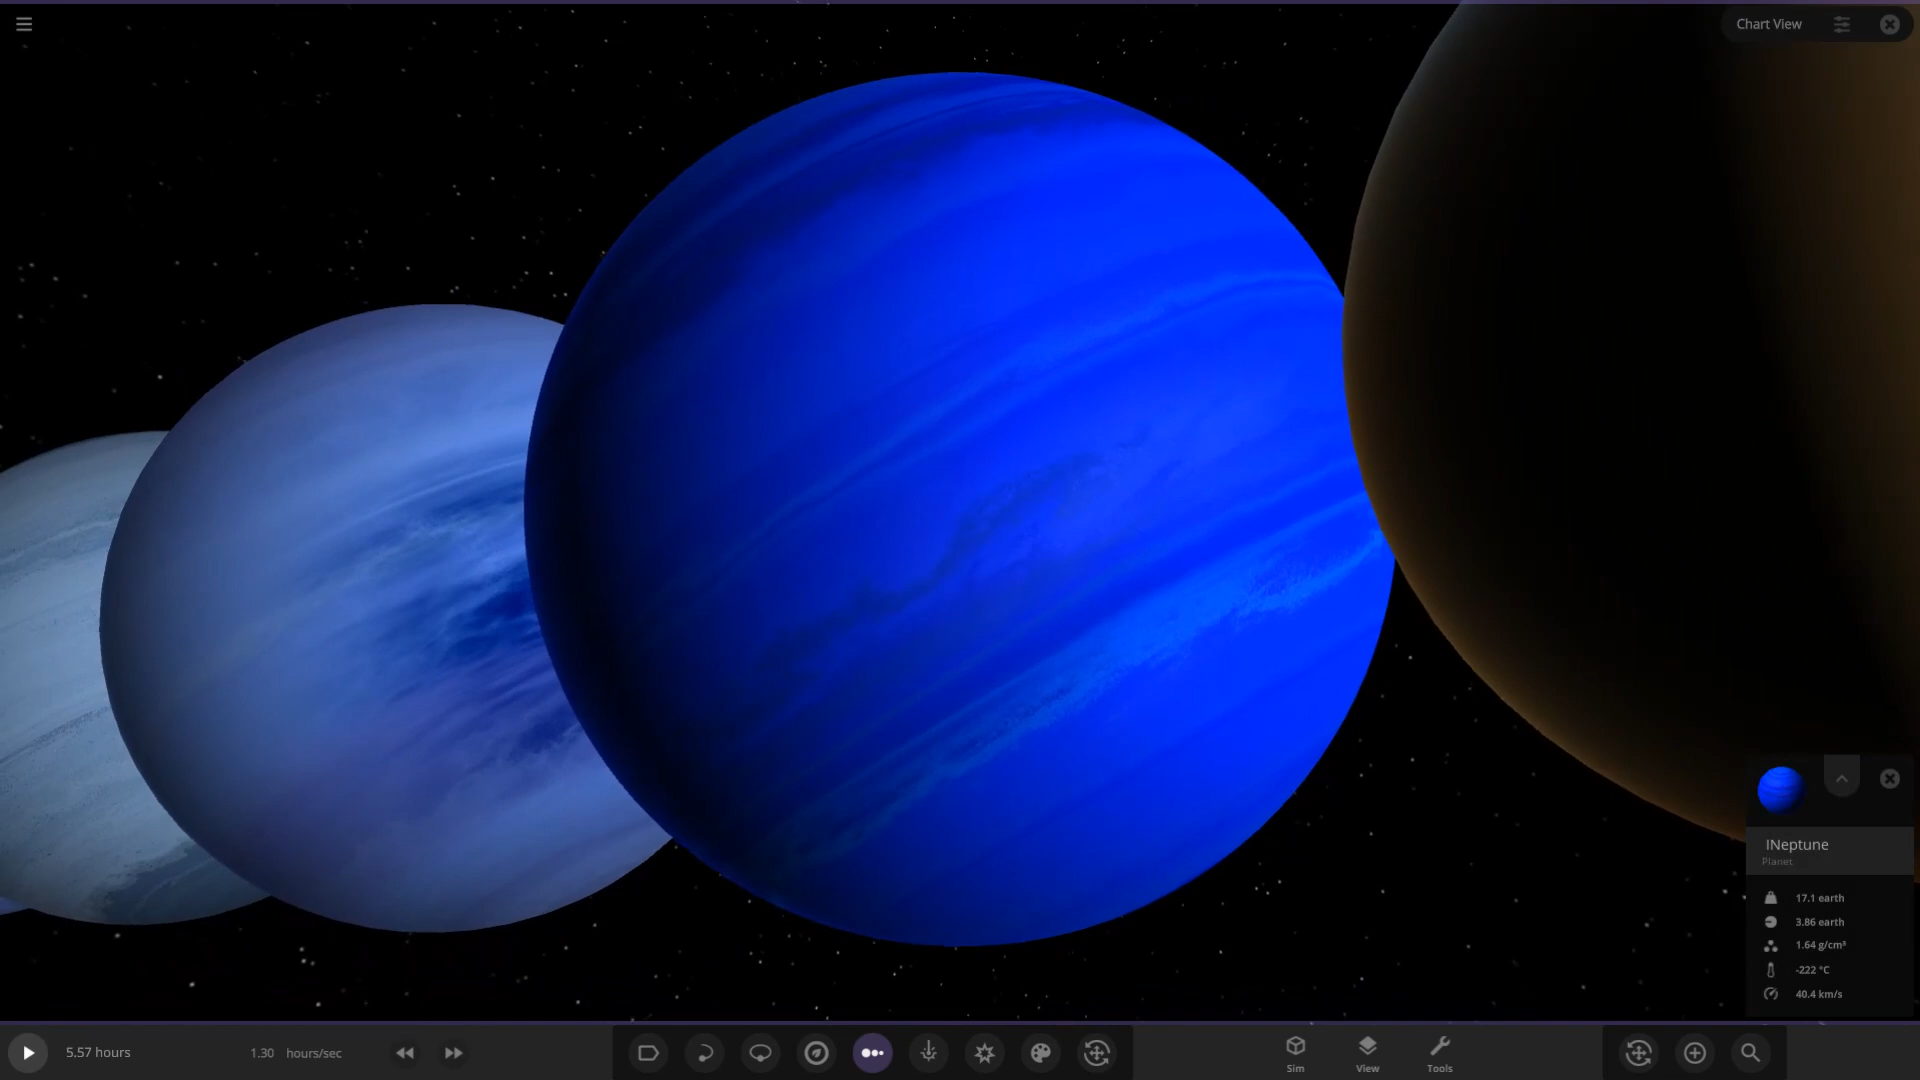 Chart View
INeptune
Planet
17.1 earth
3.86 earth
1.64 g/cm³
-222 °C
40.4 km/s
5.57 hours
1.30 hours/sec
Sim
View
Tools